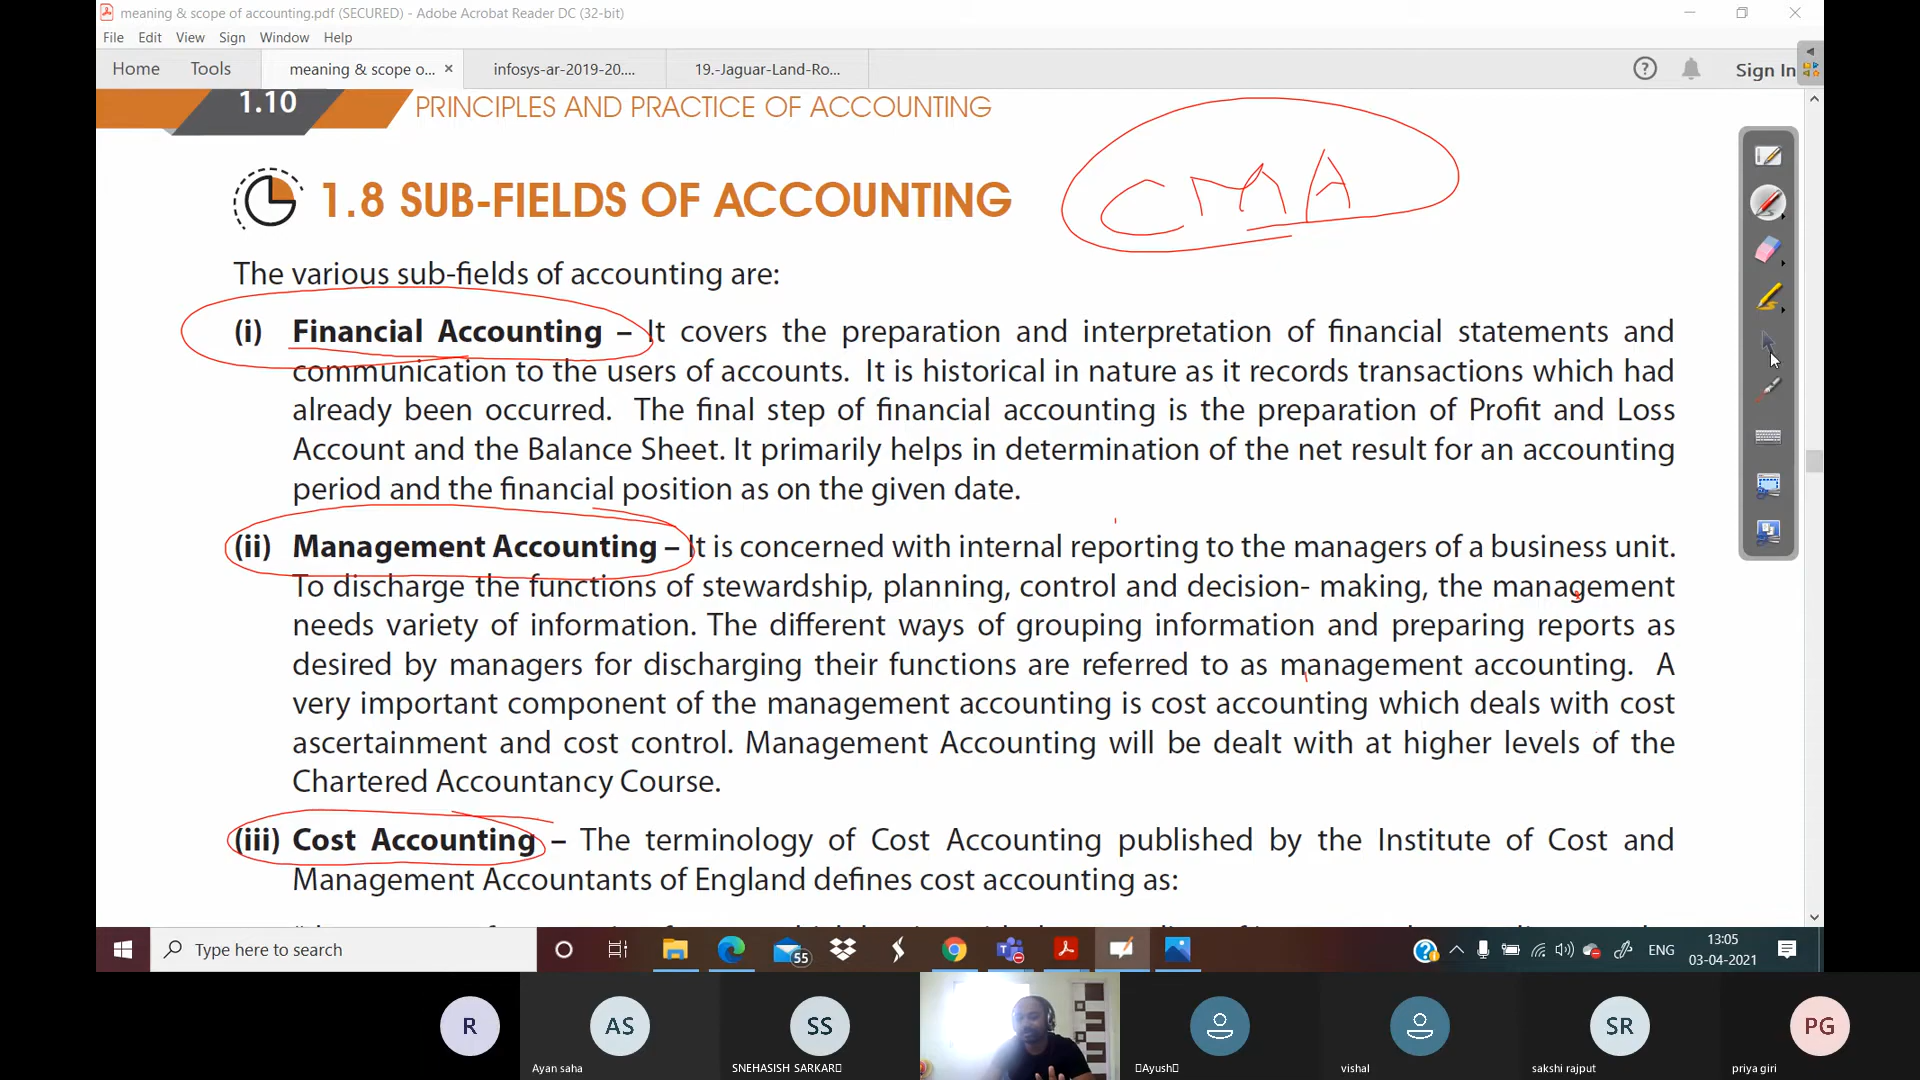 meaning & scope of accounting.pdf (SECURED) - Adobe Acrobat Reader DC (32-bit)
File Edit View Sign Window Help
Home Tools meaning & scope o... × infosys-ar-2019-20.... 19.-Jaguar-Land-Ro... Sign In
1.10 PRINCIPLES AND PRACTICE OF ACCOUNTING
CMA
1.8 SUB-FIELDS OF ACCOUNTING
The various sub-fields of accounting are:
(i) Financial Accounting – It covers the preparation and interpretation of financial statements and
communication to the users of accounts. It is historical in nature as it records transactions which had
already been occurred. The final step of financial accounting is the preparation of Profit and Loss
Account and the Balance Sheet. It primarily helps in determination of the net result for an accounting
period and the financial position as on the given date.
(ii) Management Accounting – It is concerned with internal reporting to the managers of a business unit.
To discharge the functions of stewardship, planning, control and decision- making, the management
needs variety of information. The different ways of grouping information and preparing reports as
desired by managers for discharging their functions are referred to as management accounting. A
very important component of the management accounting is cost accounting which deals with cost
ascertainment and cost control. Management Accounting will be dealt with at higher levels of the
Chartered Accountancy Course.
(iii) Cost Accounting – The terminology of Cost Accounting published by the Institute of Cost and
Management Accountants of England defines cost accounting as:
Type here to search 55 ENG 13:05
03-04-2021
R AS SS SR PG
Ayan saha SNEHASISH SARKAR Ayush vishal sakshi rajput priya giri